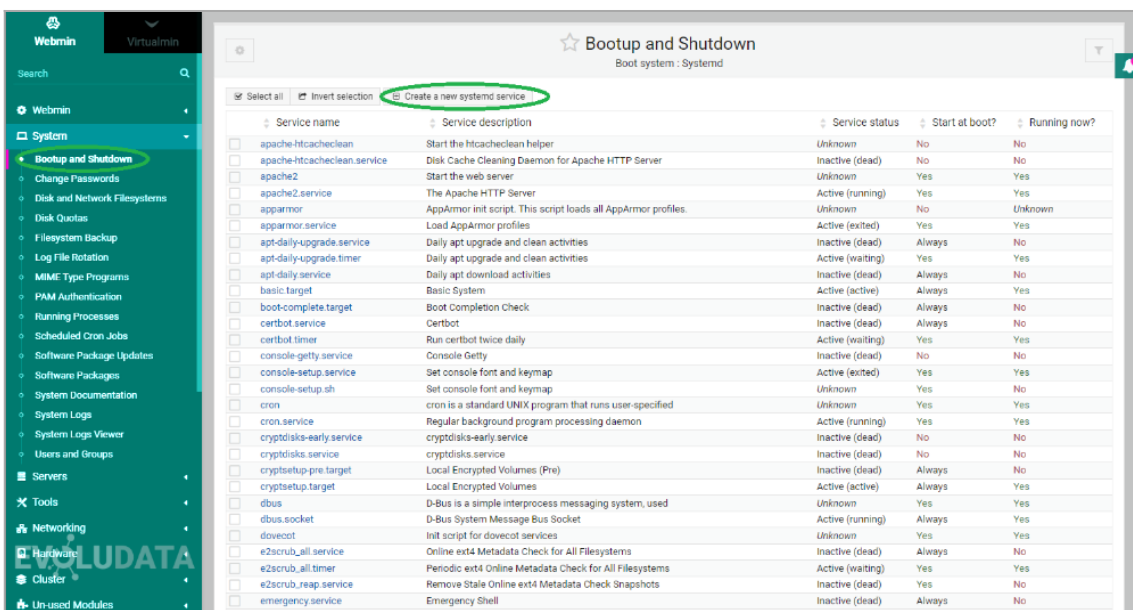 Webmin
Virtualmin
Search
Webmin
System
Bootup and Shutdown
Change Passwords
Disk and Network Filesystems
Disk Quotas
Filesystem Backup
Log File Rotation
MIME Type Programs
PAM Authentication
Running Processes
Scheduled Cron Jobs
Software Package Updates
Software Packages
System Documentation
System Logs
System Logs Viewer
Users and Groups
Servers
Tools
Networking
Hardware
EVOLUDATA
Cluster
Un-used Modules
Bootup and Shutdown
Boot system : Systemd
Select all Invert selection Create a new systemd service
Service name Service description Service status Start at boot? Running now?
apache-htcacheclean Start the htcacheclean helper Unknown No No
apache-htcacheclean.service Disk Cache Cleaning Daemon for Apache HTTP Server Inactive (dead) No No
apache2 Start the web server Unknown Yes Yes
apache2.service The Apache HTTP Server Active (running) Yes Yes
apparmor AppArmor init script. This script loads all AppArmor profiles. Unknown No Unknown
apparmor.service Load AppArmor profiles Active (exited) Yes Yes
apt-daily-upgrade.service Daily apt upgrade and clean activities Inactive (dead) Always No
apt-daily-upgrade.timer Daily apt upgrade and clean activities Active (waiting) Yes Yes
apt-daily.service Daily apt download activities Inactive (dead) Always No
basic.target Basic System Active (active) Always Yes
boot-complete.target Boot Completion Check Inactive (dead) Always No
certbot.service Certbot Inactive (dead) Always No
certbot.timer Run certbot twice daily Active (waiting) Yes Yes
console-getty.service Console Getty Inactive (dead) No No
console-setup.service Set console font and keymap Active (exited) Yes Yes
console-setup.sh Set console font and keymap Unknown Yes No
cron cron is a standard UNIX program that runs user-specified Unknown Yes Yes
cron.service Regular background program processing daemon Active (running) Yes Yes
cryptdisks-early.service cryptdisks-early.service Inactive (dead) No No
cryptdisks.service cryptdisks.service Inactive (dead) No No
cryptsetup-pre.target Local Encrypted Volumes (Pre) Inactive (dead) Always No
cryptsetup.target Local Encrypted Volumes Active (active) Always Yes
dbus D-Bus is a simple interprocess messaging system, used Unknown Yes Yes
dbus.socket D-Bus System Message Bus Socket Active (running) Always Yes
dovecot Init script for dovecot services Unknown Yes Yes
e2scrub_all.service Online ext4 Metadata Check for All Filesystems Inactive (dead) Always No
e2scrub_all.timer Periodic ext4 Online Metadata Check for All Filesystems Active (waiting) Yes Yes
e2scrub_reap.service Remove Stale Online ext4 Metadata Check Snapshots Inactive (dead) Yes No
emergency.service Emergency Shell Inactive (dead) Always No